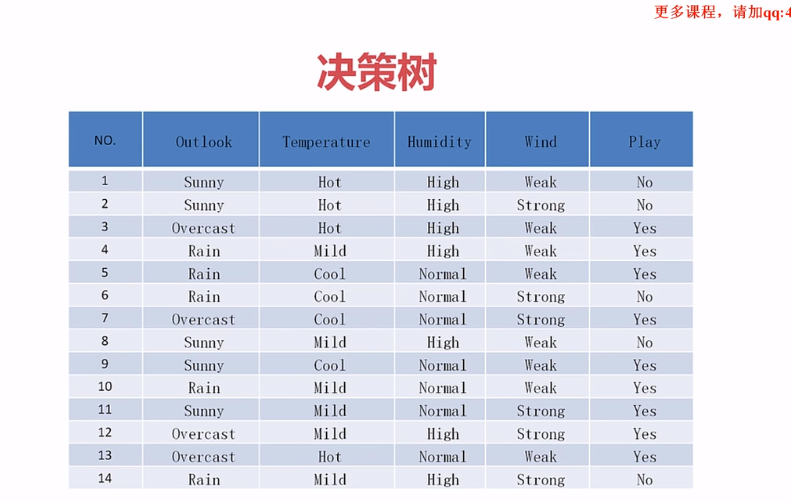 更多课程，请加qq:4
决策树
NO. Outlook Temperature Humidity Wind Play
1 Sunny Hot High Weak No
2 Sunny Hot High Strong No
3 Overcast Hot High Weak Yes
4 Rain Mild High Weak Yes
5 Rain Cool Normal Weak Yes
6 Rain Cool Normal Strong No
7 Overcast Cool Normal Strong Yes
8 Sunny Mild High Weak No
9 Sunny Cool Normal Weak Yes
10 Rain Mild Normal Weak Yes
11 Sunny Mild Normal Strong Yes
12 Overcast Mild High Strong Yes
13 Overcast Hot Normal Weak Yes
14 Rain Mild High Strong No